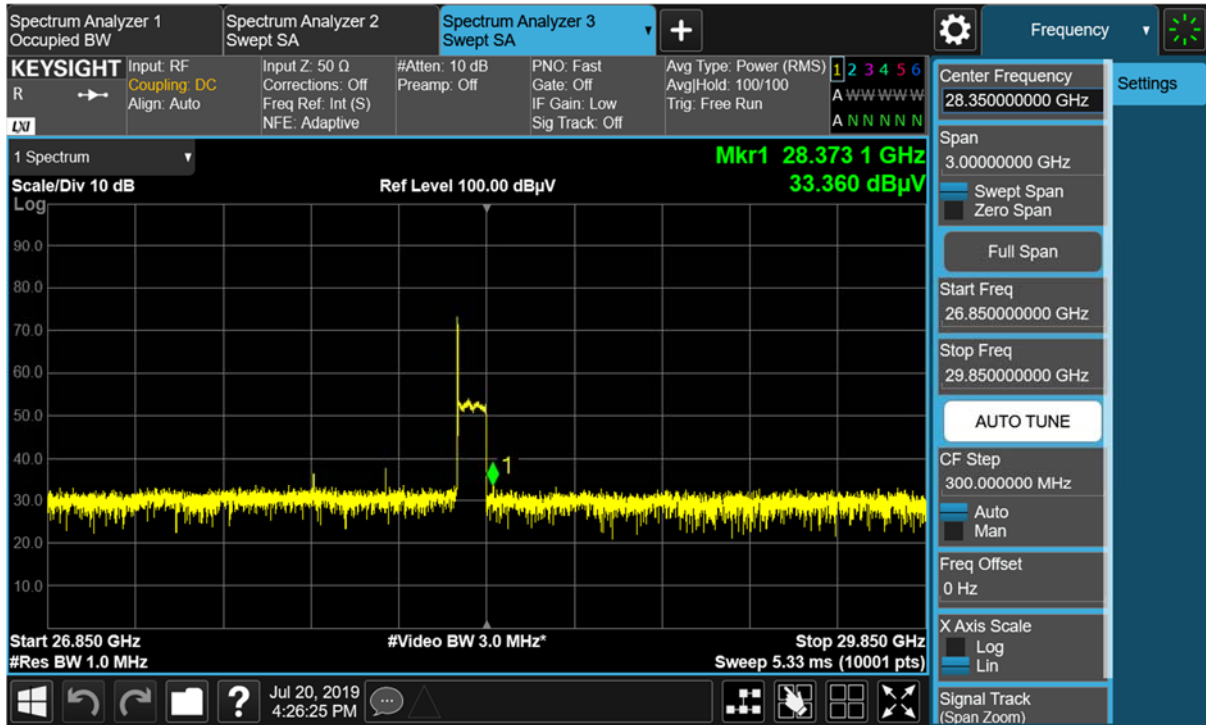 Spectrum Analyzer 1
Occupied BW
Spectrum Analyzer 2
Swept SA
Spectrum Analyzer 3
Swept SA
Frequency
KEYSIGHT
R
LXI
Input: RF
Coupling: DC
Align: Auto
Input Z: 50 Ω
Corrections: Off
Freq Ref: Int (S)
NFE: Adaptive
#Atten: 10 dB
Preamp: Off
PNO: Fast
Gate: Off
IF Gain: Low
Sig Track: Off
Avg Type: Power (RMS)
Avg|Hold: 100/100
Trig: Free Run
1 2 3 4 5 6
A W W W W W
A N N N N N
1 Spectrum
Scale/Div 10 dB
Ref Level 100.00 dBµV
Mkr1 28.373 1 GHz
33.360 dBµV
Log
90.0
80.0
70.0
60.0
50.0
40.0
30.0
20.0
10.0
1
Start 26.850 GHz
#Video BW 3.0 MHz*
Stop 29.850 GHz
#Res BW 1.0 MHz
Sweep 5.33 ms (10001 pts)
?
Jul 20, 2019
4:26:25 PM
Center Frequency
28.350000000 GHz
Settings
Span
3.00000000 GHz
Swept Span
Zero Span
Full Span
Start Freq
26.850000000 GHz
Stop Freq
29.850000000 GHz
AUTO TUNE
CF Step
300.000000 MHz
Auto
Man
Freq Offset
0 Hz
X Axis Scale
Log
Lin
Signal Track
(Span Zoom)